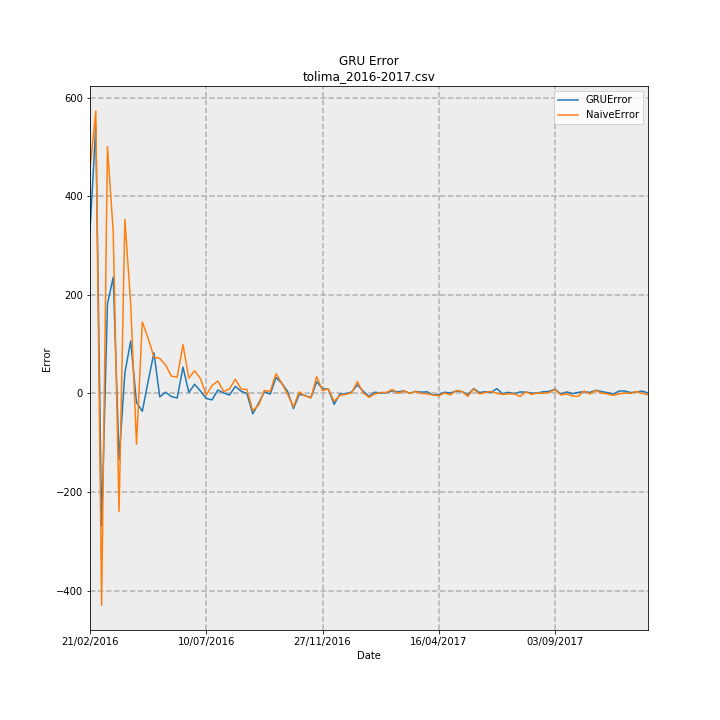 GRU Error
tolima_2016-2017.csv
GRUError
NaiveError
600
400
200
0
−200
−400
Error
21/02/2016
10/07/2016
27/11/2016
16/04/2017
03/09/2017
Date